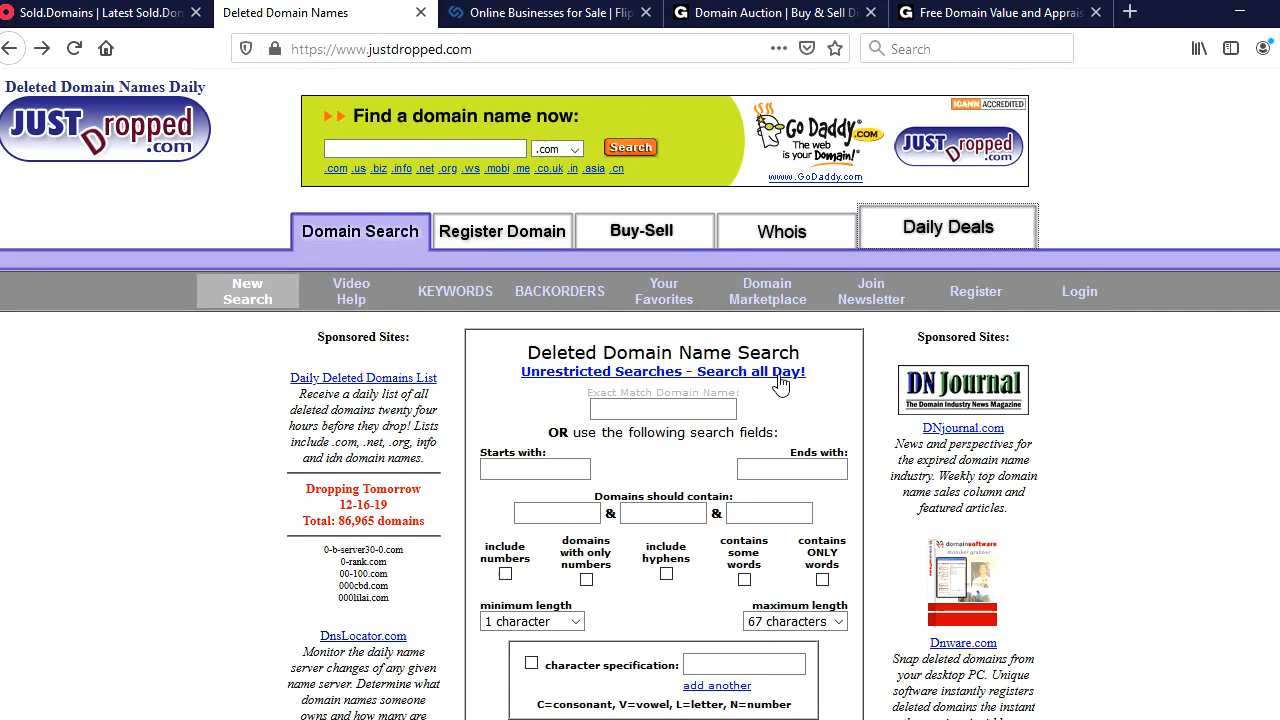 Sold.Domains | Latest Sold.Don
Deleted Domain Names
Online Businesses for Sale | Flip
Domain Auction | Buy & Sell Di
Free Domain Value and Apprais
https://www.justdropped.com
Search
Deleted Domain Names Daily
JUST Dropped .com
Find a domain name now:
.com
Search
.com .us .biz .info .net .org .ws .mobi .me .co.uk .in .asia .cn
Go Daddy .COM
The web is your Domain!
www.GoDaddy.com
ICANN ACCREDITED
JUST Dropped .com
Domain Search
Register Domain
Buy-Sell
Whois
Daily Deals
New Search
Video Help
KEYWORDS
BACKORDERS
Your Favorites
Domain Marketplace
Join Newsletter
Register
Login
Sponsored Sites:
Daily Deleted Domains List
Receive a daily list of all
deleted domains twenty four
hours before they drop! Lists
include .com, .net, .org, info
and idn domain names.
Dropping Tomorrow
12-16-19
Total: 86,965 domains
0-b-server30-0.com
0-rank.com
00-100.com
000cbd.com
000lilai.com
DnsLocator.com
Monitor the daily name
server changes of any given
name server. Determine what
domain names someone
owns and how many are
Deleted Domain Name Search
Unrestricted Searches - Search all Day!
Exact Match Domain Name:
OR use the following search fields:
Starts with:
Ends with:
Domains should contain:
& &
include numbers
domains with only numbers
include hyphens
contains some words
contains ONLY words
minimum length
maximum length
1 character
67 characters
character specification:
add another
C=consonant, V=vowel, L=letter, N=number
Sponsored Sites:
DN Journal
The Domain Industry News Magazine
DNjournal.com
News and perspectives for
the expired domain name
industry. Weekly top domain
name sales column and
featured articles.
domainsoftware
moniker grabber
Dnware.com
Snap deleted domains from
your desktop PC. Unique
software instantly registers
deleted domains the instant